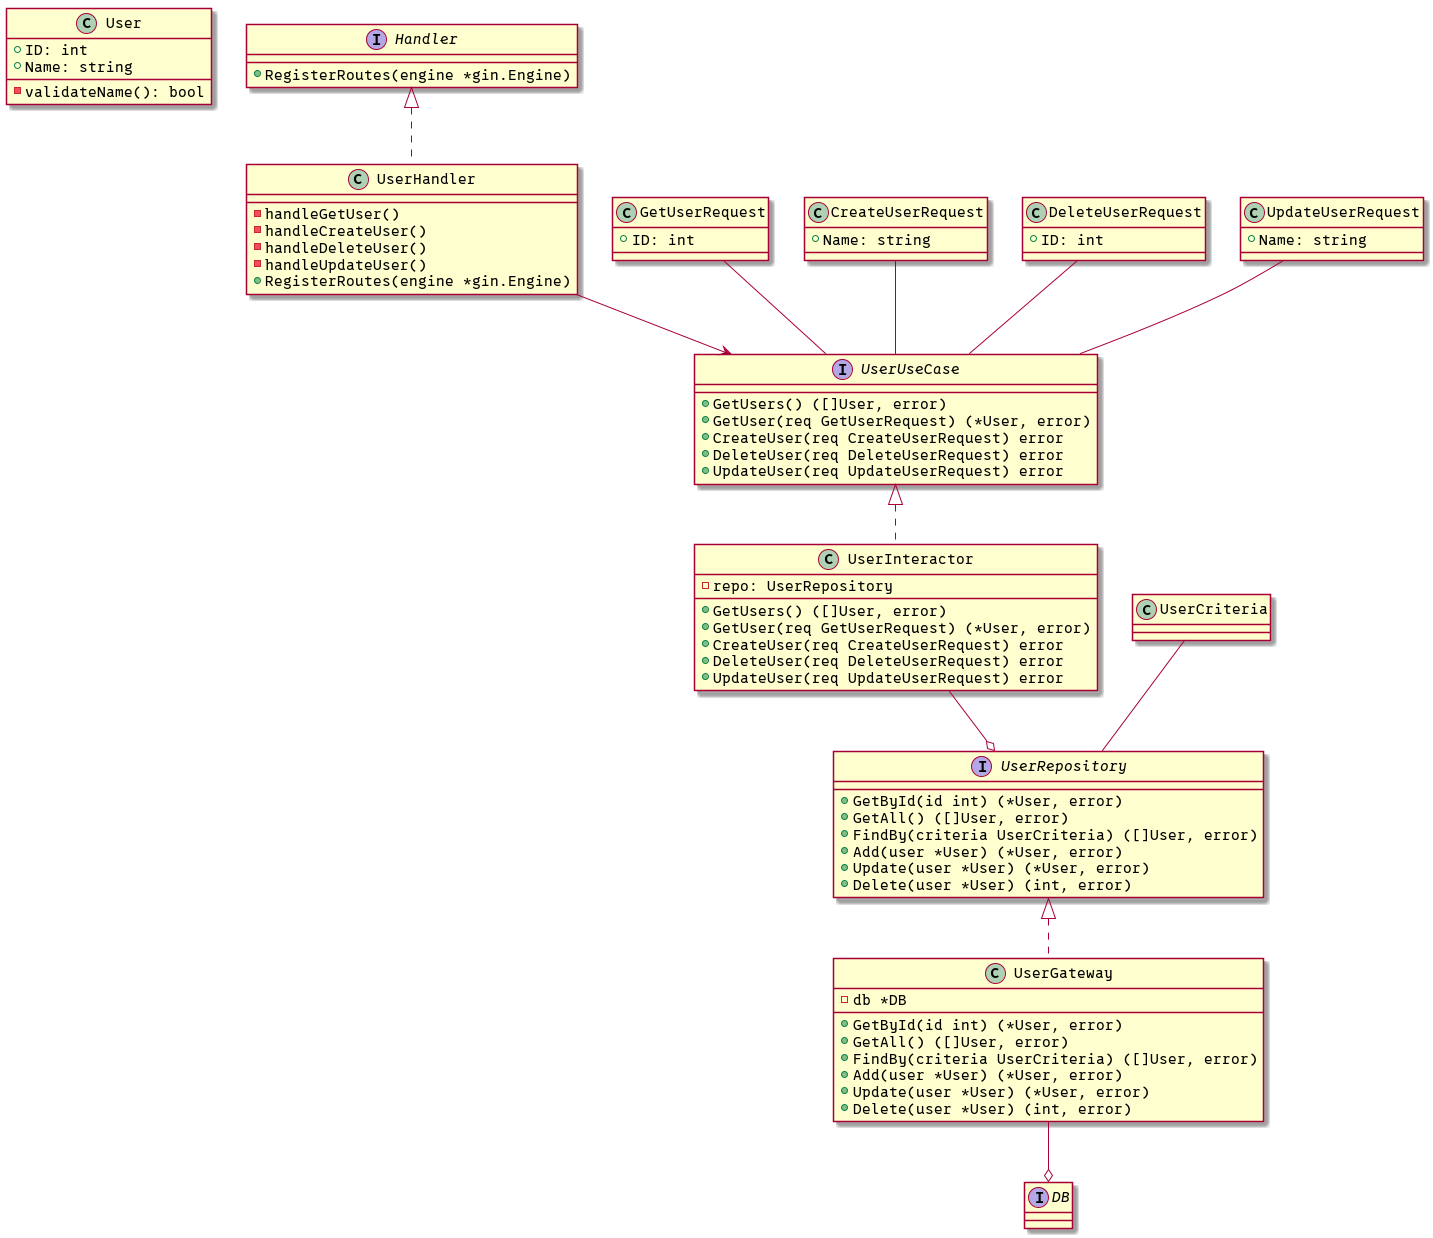 C User
ID: int
Name: string
validateName(): bool
I Handler
RegisterRoutes(engine *gin.Engine)
C UserHandler
handleGetUser()
handleCreateUser()
handleDeleteUser()
handleUpdateUser()
RegisterRoutes(engine *gin.Engine)
C GetUserRequest
ID: int
C CreateUserRequest
Name: string
C DeleteUserRequest
ID: int
C UpdateUserRequest
Name: string
I UserUseCase
GetUsers() ([]User, error)
GetUser(req GetUserRequest) (*User, error)
CreateUser(req CreateUserRequest) error
DeleteUser(req DeleteUserRequest) error
UpdateUser(req UpdateUserRequest) error
C UserInteractor
repo: UserRepository
GetUsers() ([]User, error)
GetUser(req GetUserRequest) (*User, error)
CreateUser(req CreateUserRequest) error
DeleteUser(req DeleteUserRequest) error
UpdateUser(req UpdateUserRequest) error
C UserCriteria
I UserRepository
GetById(id int) (*User, error)
GetAll() ([]User, error)
FindBy(criteria UserCriteria) ([]User, error)
Add(user *User) (*User, error)
Update(user *User) (*User, error)
Delete(user *User) (int, error)
C UserGateway
db *DB
GetById(id int) (*User, error)
GetAll() ([]User, error)
FindBy(criteria UserCriteria) ([]User, error)
Add(user *User) (*User, error)
Update(user *User) (*User, error)
Delete(user *User) (int, error)
I DB